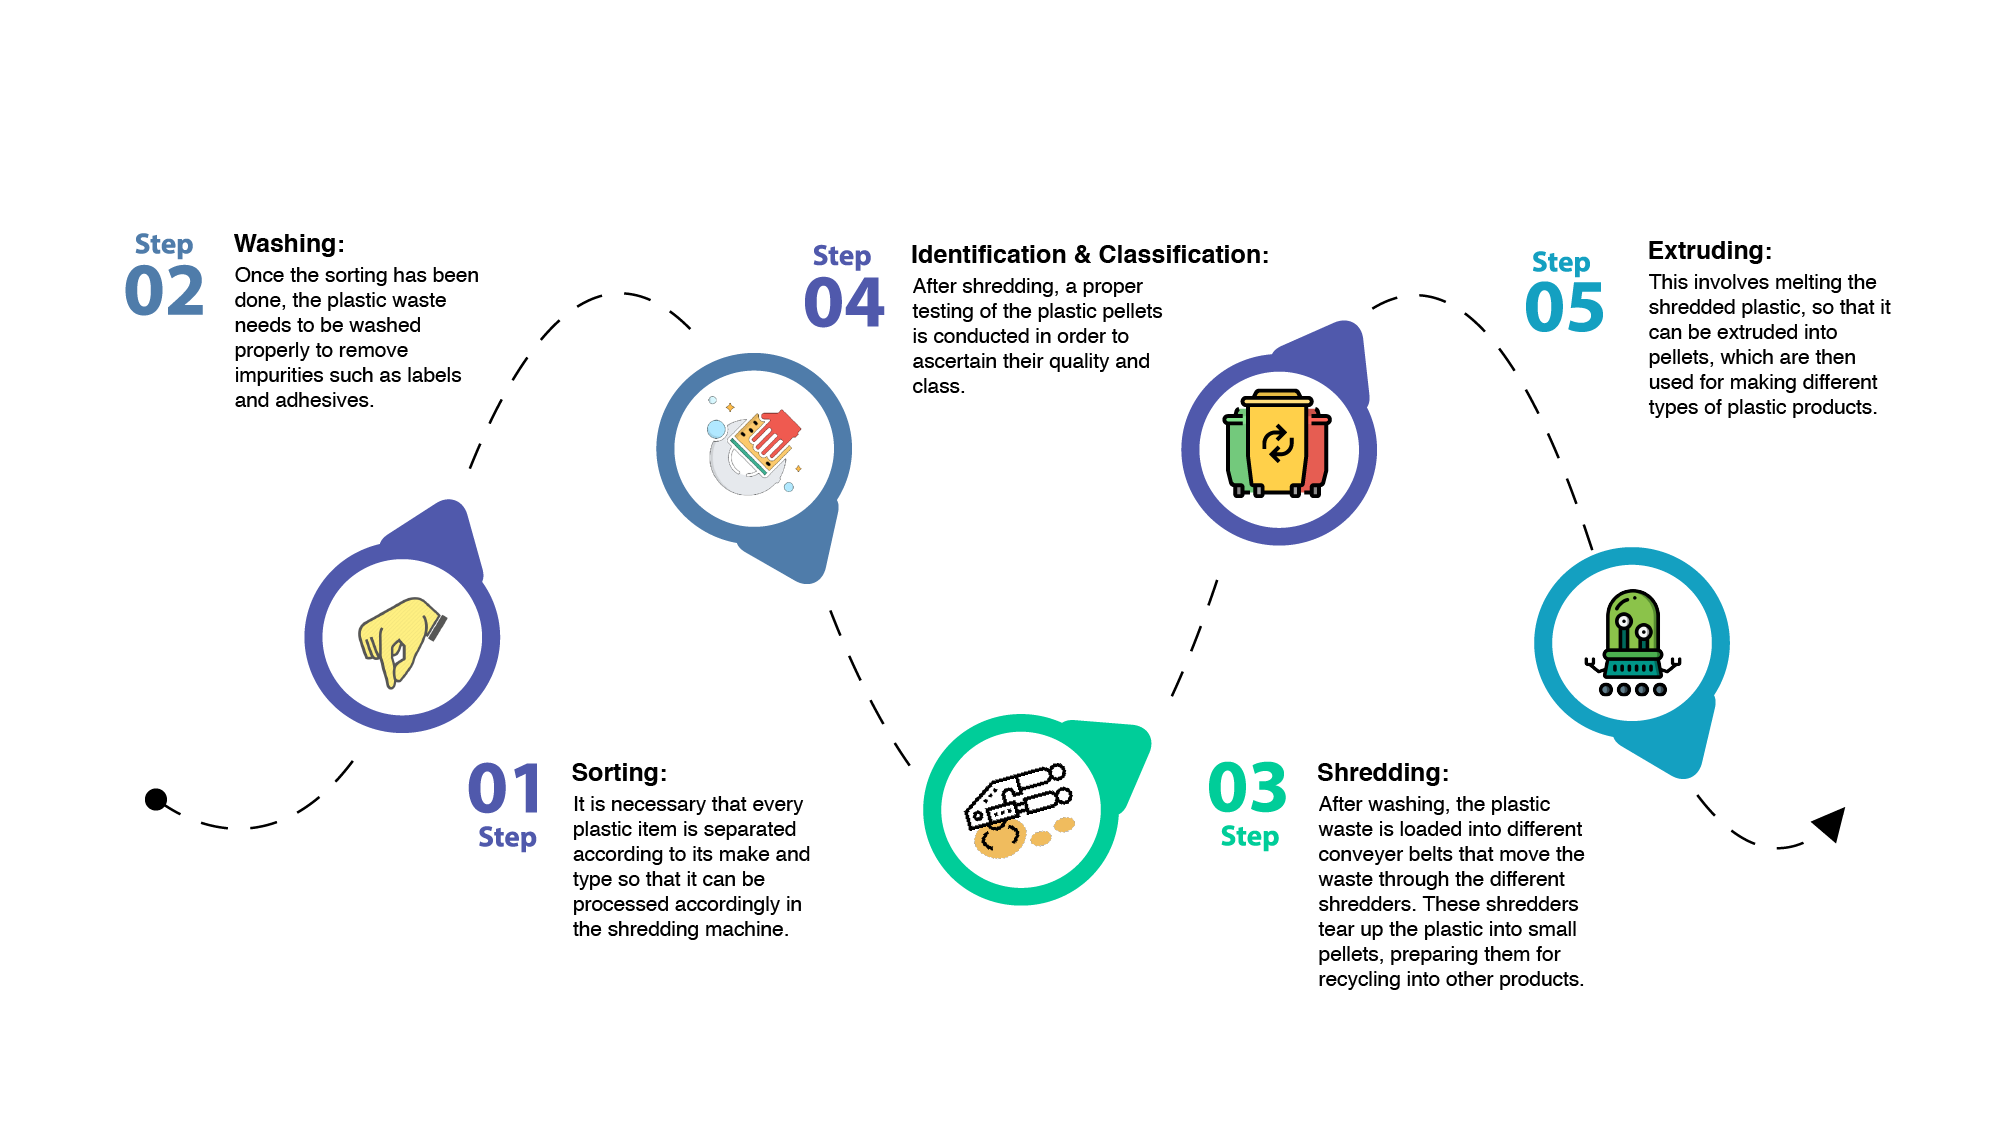 Step
02
Washing:
Once the sorting has been
done, the plastic waste
needs to be washed
properly to remove
impurities such as labels
and adhesives.
Step
04
Identification & Classification:
After shredding, a proper
testing of the plastic pellets
is conducted in order to
ascertain their quality and
class.
Step
05
Extruding:
This involves melting the
shredded plastic, so that it
can be extruded into
pellets, which are then
used for making different
types of plastic products.
01
Step
Sorting:
It is necessary that every
plastic item is separated
according to its make and
type so that it can be
processed accordingly in
the shredding machine.
03
Step
Shredding:
After washing, the plastic
waste is loaded into different
conveyer belts that move the
waste through the different
shredders. These shredders
tear up the plastic into small
pellets, preparing them for
recycling into other products.